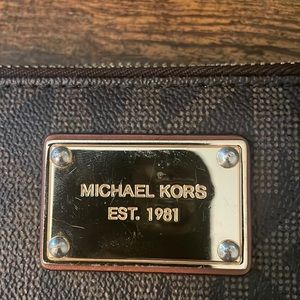 MICHAEL KORS
EST. 1981